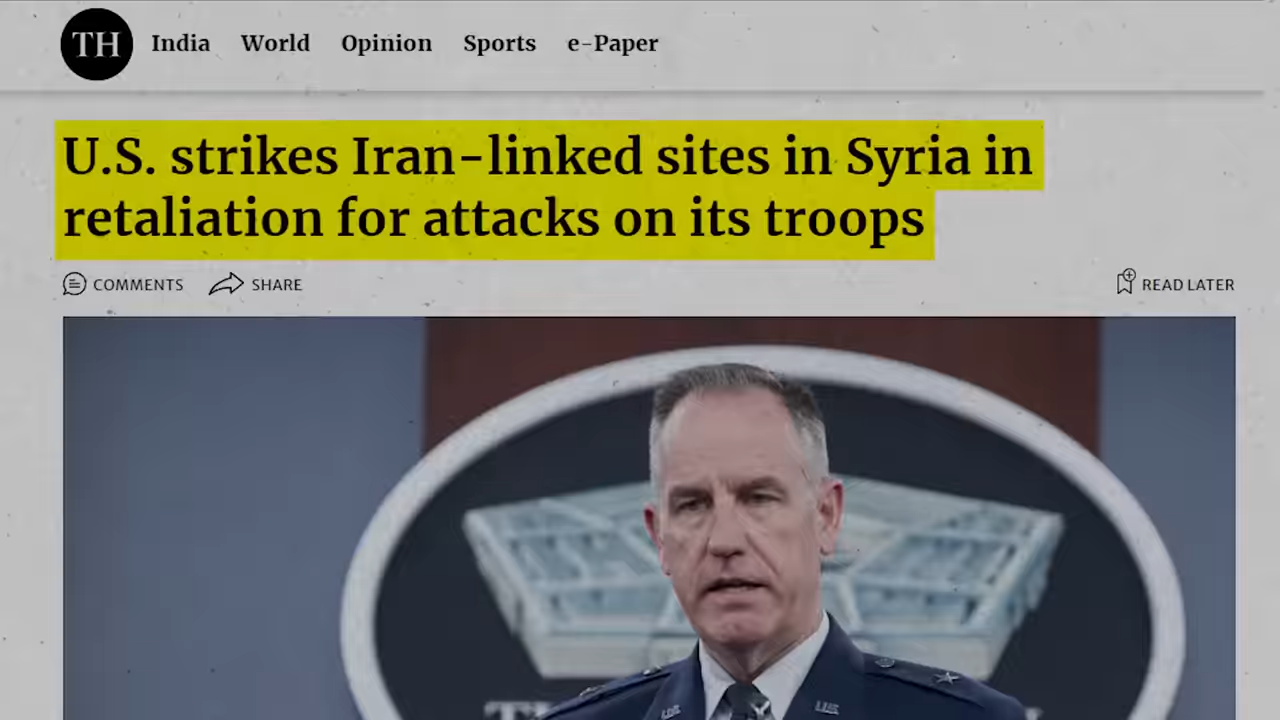 TH India World Opinion Sports e-Paper
U.S. strikes Iran-linked sites in Syria in
retaliation for attacks on its troops
COMMENTS SHARE READ LATER